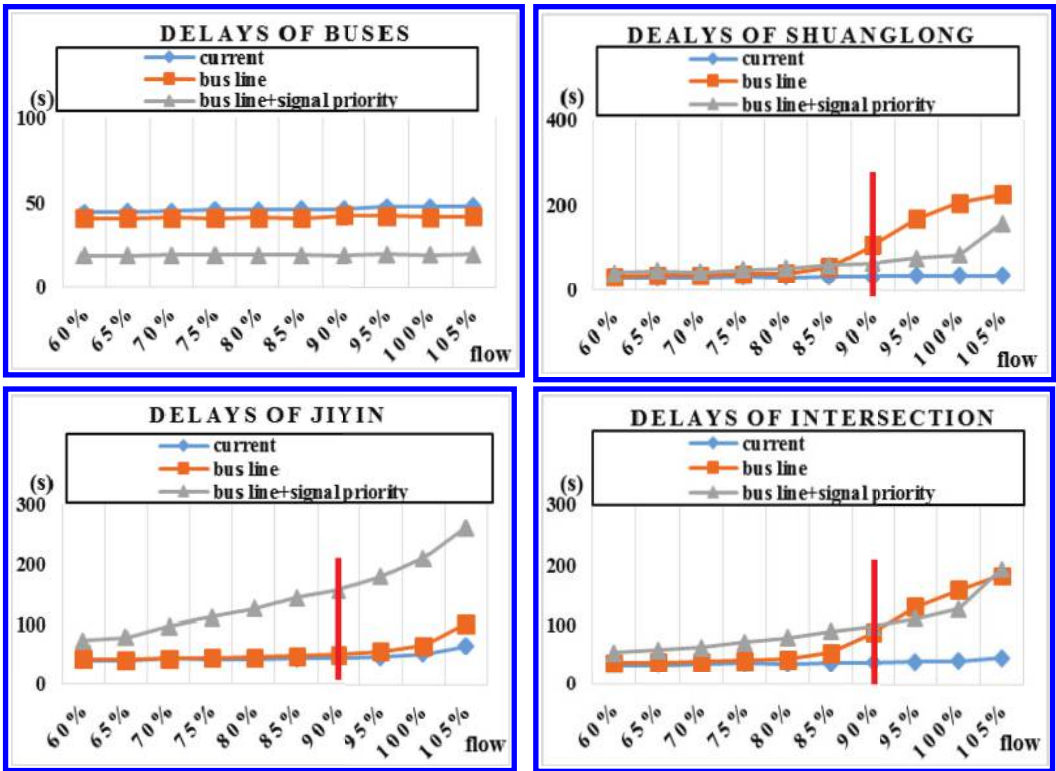 DELAYS OF BUSES
current
bus line
bus line+signal priority
(s)
100
50
0
60% 65% 70% 75% 80% 85% 90% 95% 100% 105%
flow
DEALYS OF SHUANGLONG
current
bus line
bus line+signal priority
(s)
400
200
0
60% 65% 70% 75% 80% 85% 90% 95% 100% 105%
flow
DELAYS OF JIYIN
current
bus line
bus line+signal priority
(s)
300
200
100
0
60% 65% 70% 75% 80% 85% 90% 95% 100% 105%
flow
DELAYS OF INTERSECTION
current
bus line
bus line+signal priority
(s)
300
200
100
0
60% 65% 70% 75% 80% 85% 90% 95% 100% 105%
flow